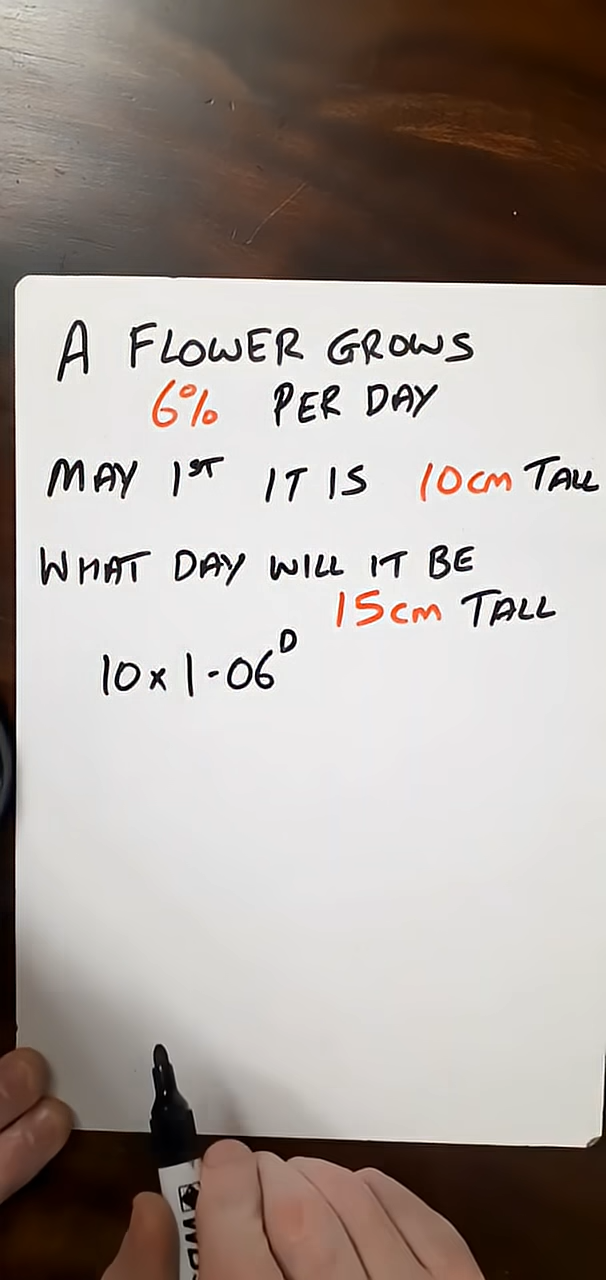 A FLOWER GROWS
6% PER DAY
MAY 1ST IT IS 10cm TALL
WHAT DAY WILL IT BE
15cm TALL
10 x 1.06ᴰ